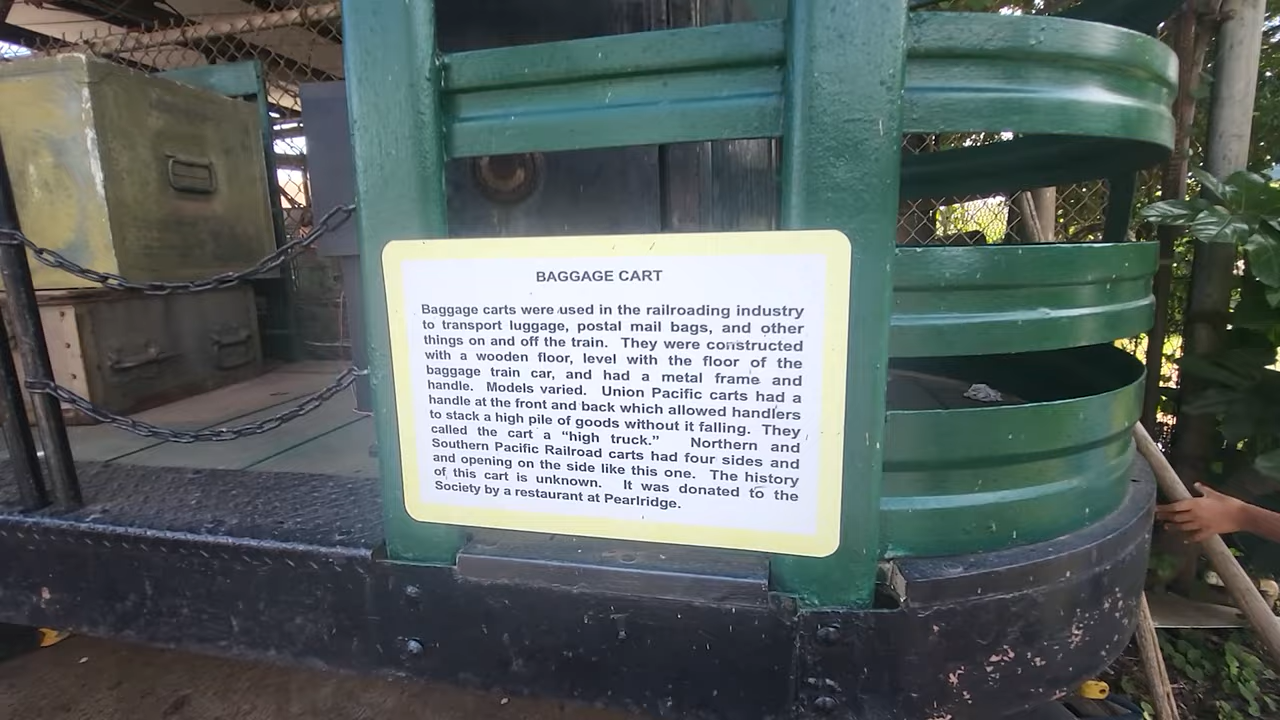 BAGGAGE CART
Baggage carts were used in the railroading industry
to transport luggage, postal mail bags, and other
things on and off the train. They were constructed
with a wooden floor, level with the floor of the
baggage train car, and had a metal frame and
handle. Models varied. Union Pacific carts had a
handle at the front and back which allowed handlers
to stack a high pile of goods without it falling. They
called the cart a “high truck.” Northern and
Southern Pacific Railroad carts had four sides and
and opening on the side like this one. The history
of this cart is unknown. It was donated to the
Society by a restaurant at Pearlridge.